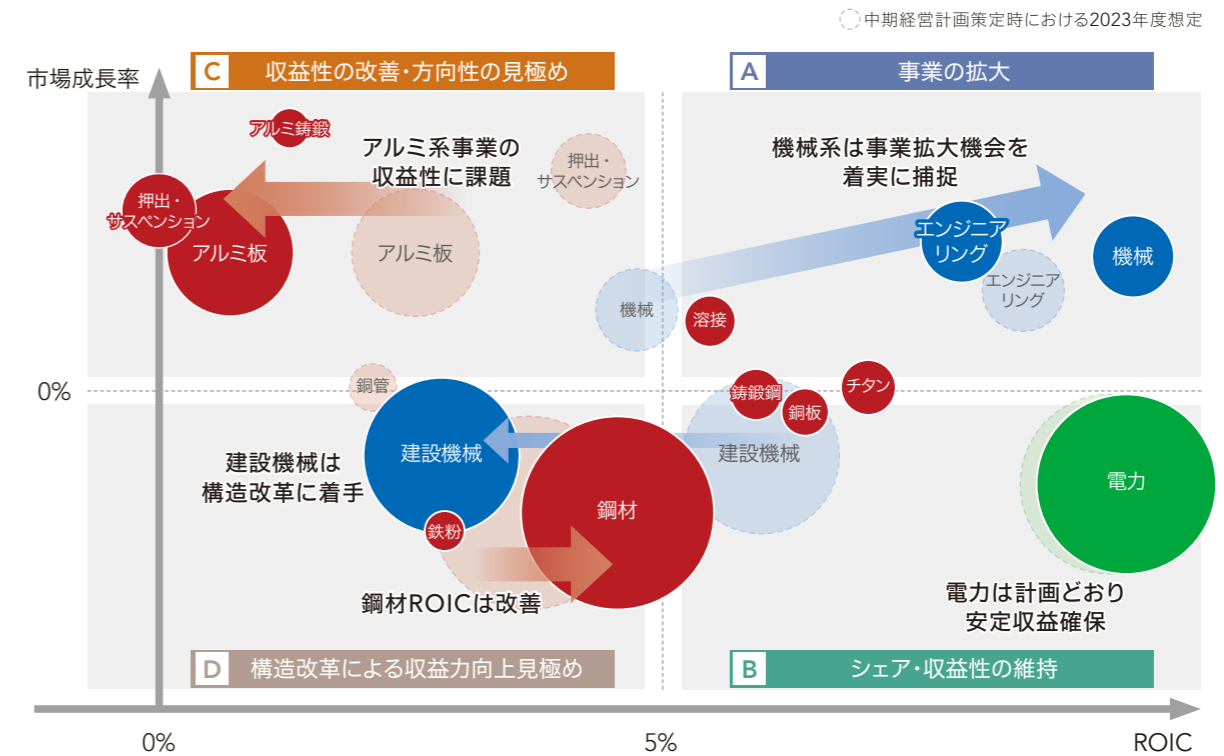 中期経営計画策定時における2023年度想定
市場成長率
C 収益性の改善・方向性の見極め
A 事業の拡大
アルミ鋳鍛
アルミ系事業の
収益性に課題
押出・
サスペンション
機械系は事業拡大機会を
着実に捕捉
押出・
サスペンション
アルミ板
アルミ板
エンジニア
リング
機械
エンジニア
リング
機械
溶接
0%
銅管
鋳鍛鋼
チタン
銅板
建設機械は
構造改革に着手
建設機械
建設機械
鋼材
電力
鉄粉
鋼材ROICは改善
電力は計画どおり
安定収益確保
D 構造改革による収益力向上見極め
B シェア・収益性の維持
0%
5%
ROIC